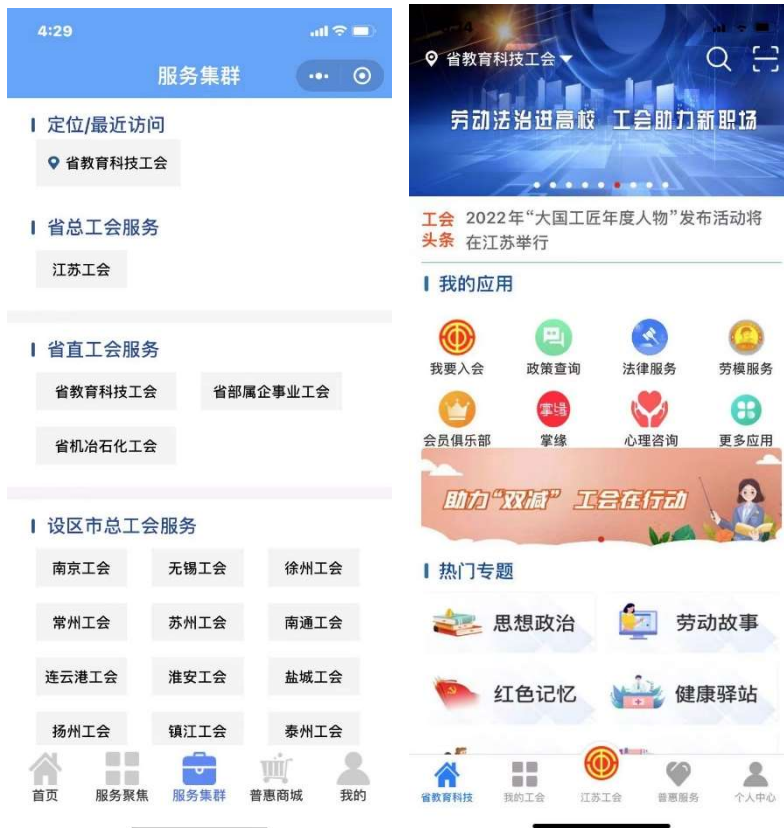 4:29
服务集群
定位/最近访问
省教育科技工会
省总工会服务
江苏工会
省直工会服务
省教育科技工会
省部属企事业工会
省机冶石化工会
设区市总工会服务
南京工会
无锡工会
徐州工会
常州工会
苏州工会
南通工会
连云港工会
淮安工会
盐城工会
扬州工会
镇江工会
泰州工会
首页
服务聚焦
服务集群
普惠商城
我的
省教育科技工会
劳动法治进高校 工会助力新职场
工会
头条
2022年“大国工匠年度人物”发布活动将
在江苏举行
我的应用
我要入会
政策查询
法律服务
劳模服务
掌缘
会员俱乐部
掌缘
心理咨询
更多应用
助力“双减” 工会在行动
热门专题
思想政治
劳动故事
红色记忆
健康驿站
省教育科技
我的工会
江苏工会
普惠服务
个人中心